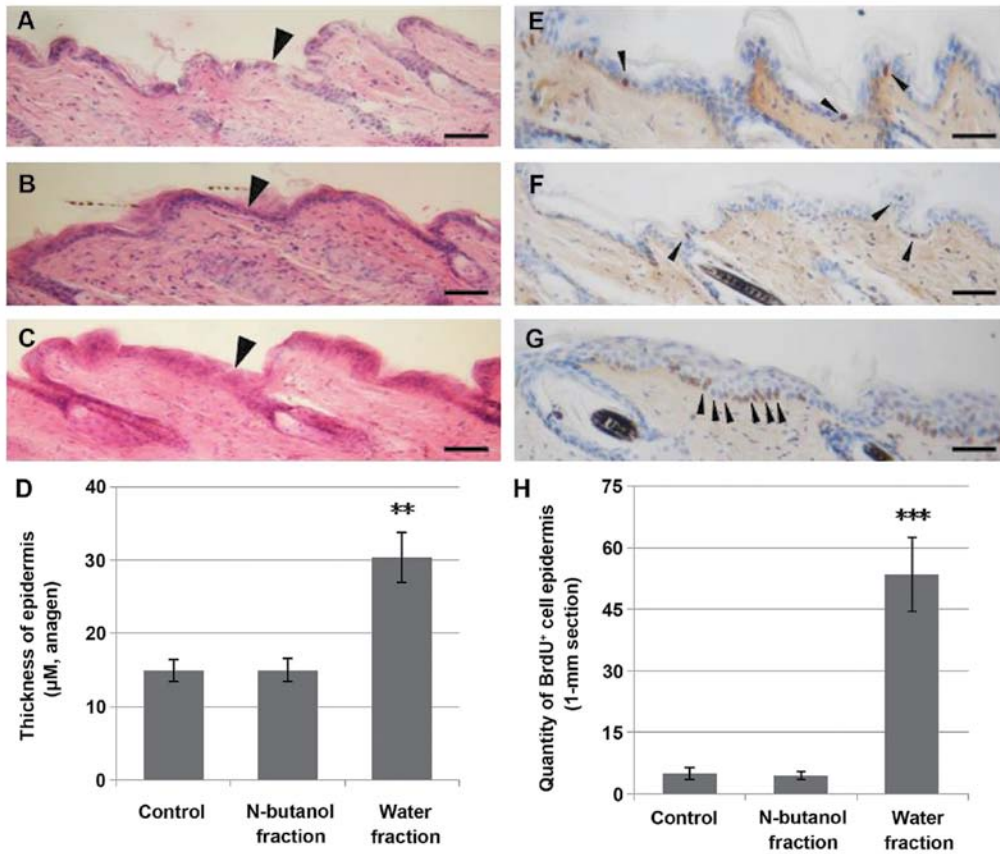 A
E
B
F
C
G
D
Thickness of epidermis
(µM, anagen)
40
30
20
10
0
**
Control
N-butanol
fraction
Water
fraction
H
Quantity of BrdU⁺ cell epidermis
(1-mm section)
75
60
45
30
15
0
***
Control
N-butanol
fraction
Water
fraction